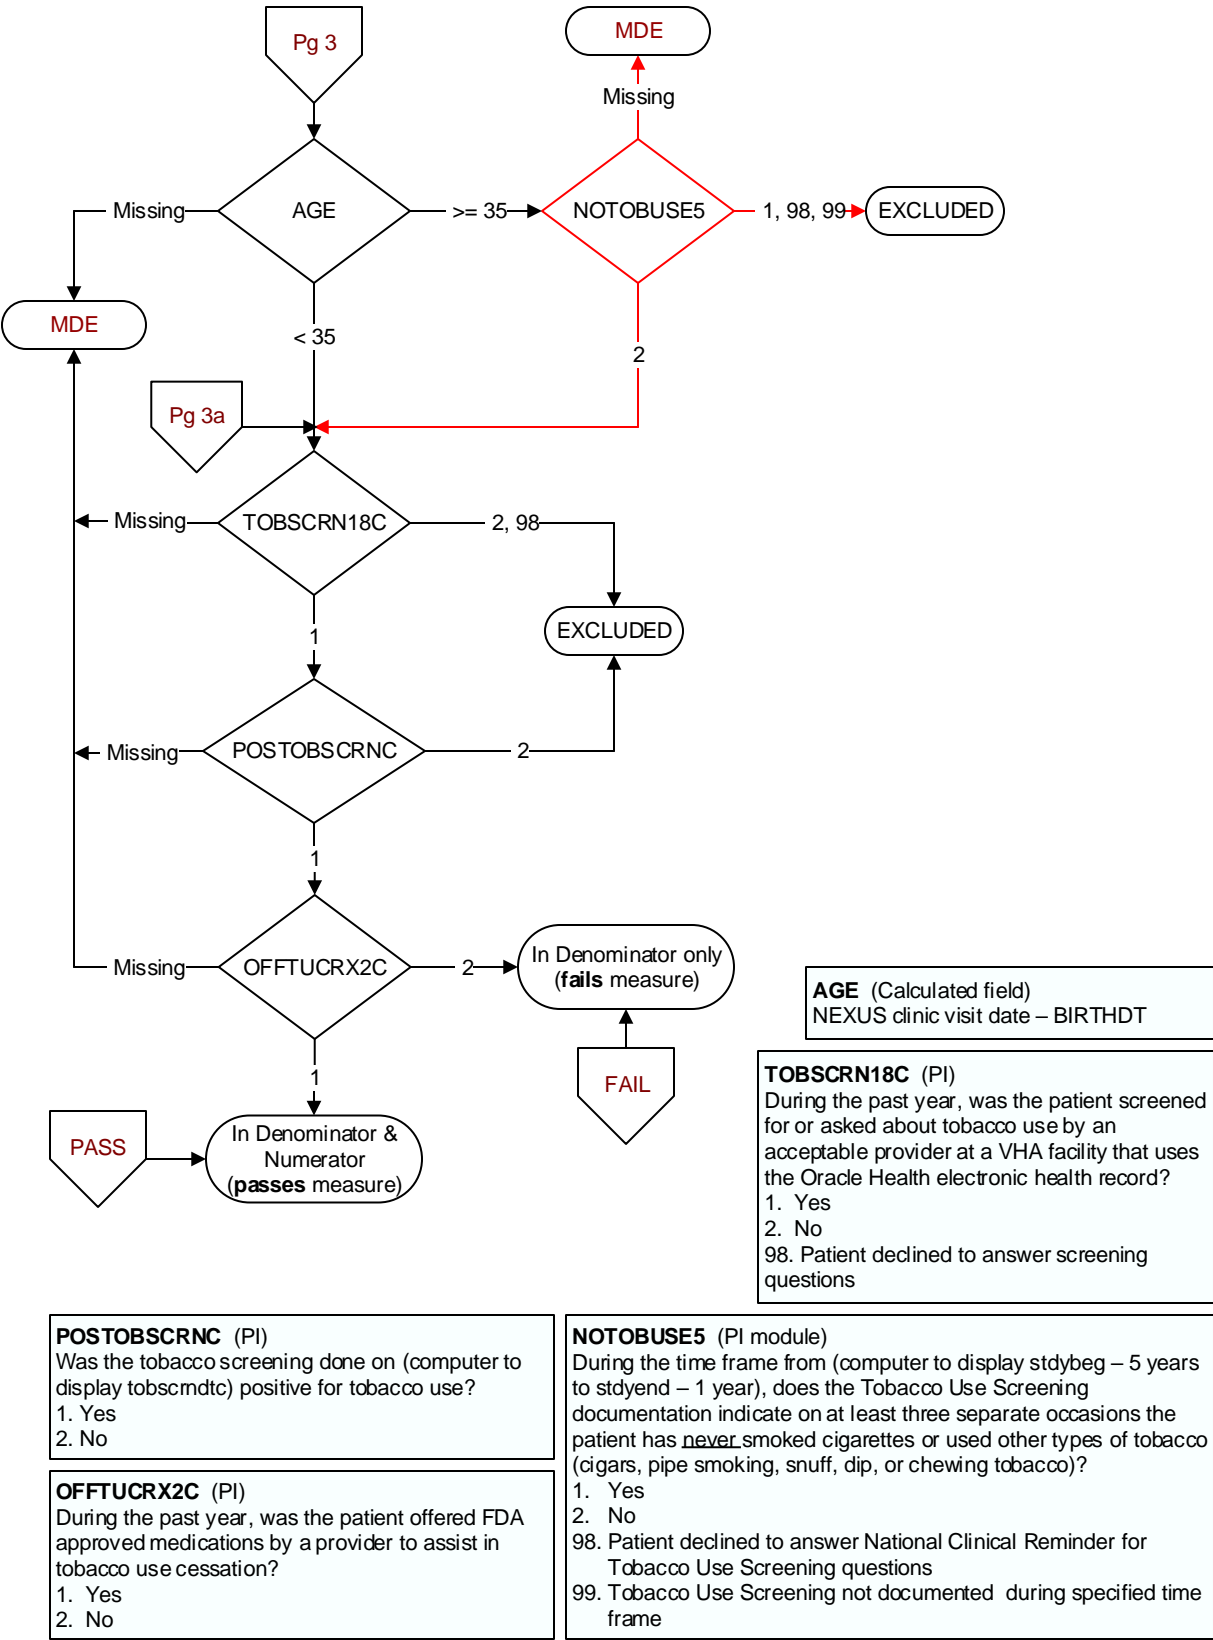 Pg 3
MDE
Missing
Missing
AGE
>= 35
NOTOBUSE5
1, 98, 99
EXCLUDED
MDE
< 35
2
Pg 3a
Missing
TOBSCRN18C
2, 98
1
EXCLUDED
Missing
POSTOBSCRNC
2
1
Missing
OFFTUCRX2C
2
In Denominator only
(fails measure)
1
FAIL
PASS
In Denominator &
Numerator
(passes measure)
AGE (Calculated field)
NEXUS clinic visit date – BIRTHDT
TOBSCRN18C (PI)
During the past year, was the patient screened
for or asked about tobacco use by an
acceptable provider at a VHA facility that uses
the Oracle Health electronic health record?
1. Yes
2. No
98. Patient declined to answer screening
questions
POSTOBSCRNC (PI)
Was the tobacco screening done on (computer to
display tobscrndtc) positive for tobacco use?
1. Yes
2. No
OFFTUCRX2C (PI)
During the past year, was the patient offered FDA
approved medications by a provider to assist in
tobacco use cessation?
1. Yes
2. No
NOTOBUSE5 (PI module)
During the time frame from (computer to display stdybeg – 5 years
to stdyend – 1 year), does the Tobacco Use Screening
documentation indicate on at least three separate occasions the
patient has never smoked cigarettes or used other types of tobacco
(cigars, pipe smoking, snuff, dip, or chewing tobacco)?
1. Yes
2. No
98. Patient declined to answer National Clinical Reminder for
Tobacco Use Screening questions
99. Tobacco Use Screening not documented during specified time
frame